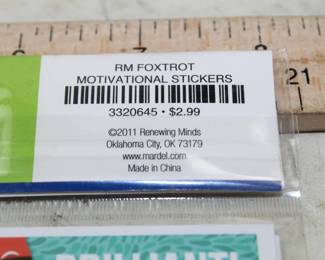 21
RM FOXTROT
MOTIVATIONAL STICKERS
3320645 • $2.99
©2011 Renewing Minds
Oklahoma City, OK 73179
www.mardel.com
Made in China
BRILLIANT!